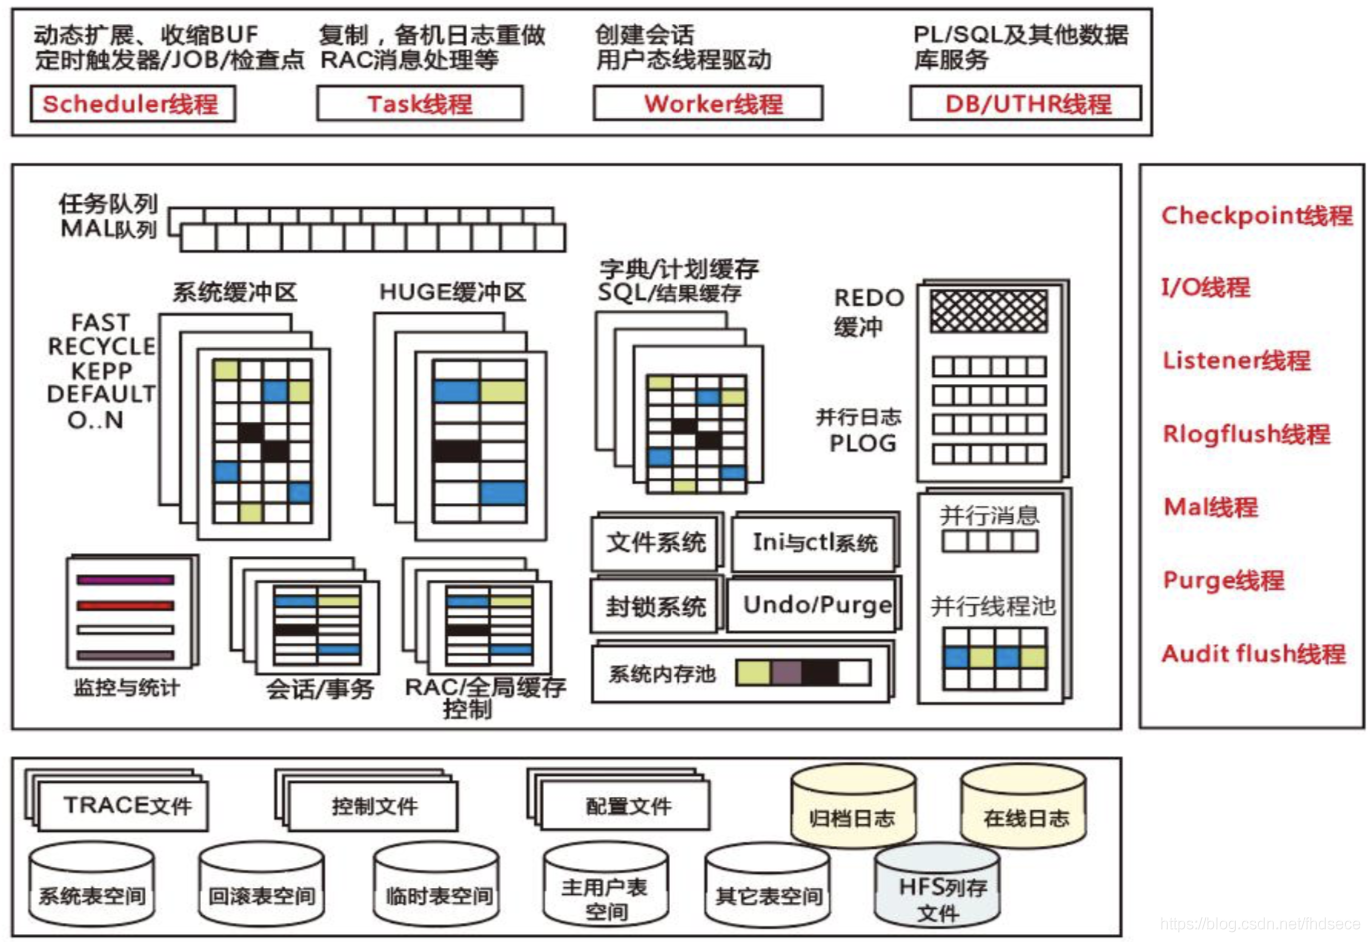 动态扩展、收缩BUF
定时触发器/JOB/检查点
Scheduler线程
复制，备机日志重做
RAC消息处理等
Task线程
创建会话
用户态线程驱动
Worker线程
PL/SQL及其他数据
库服务
DB/UTHR线程
任务队列
MAL队列
系统缓冲区
FAST
RECYCLE
KEPP
DEFAULT
O..N
HUGE缓冲区
字典/计划缓存
SQL/结果缓存
REDO
缓冲
并行日志
PLOG
文件系统
Ini与ctl系统
封锁系统
Undo/Purge
系统内存池
并行消息
并行线程池
监控与统计
会话/事务
RAC/全局缓存
控制
Checkpoint线程
I/O线程
Listener线程
Rlogflush线程
Mal线程
Purge线程
Audit flush线程
TRACE文件
控制文件
配置文件
归档日志
在线日志
系统表空间
回滚表空间
临时表空间
主用户表
空间
其它表空间
HFS列存
文件
https://blog.csdn.net/fhdsece